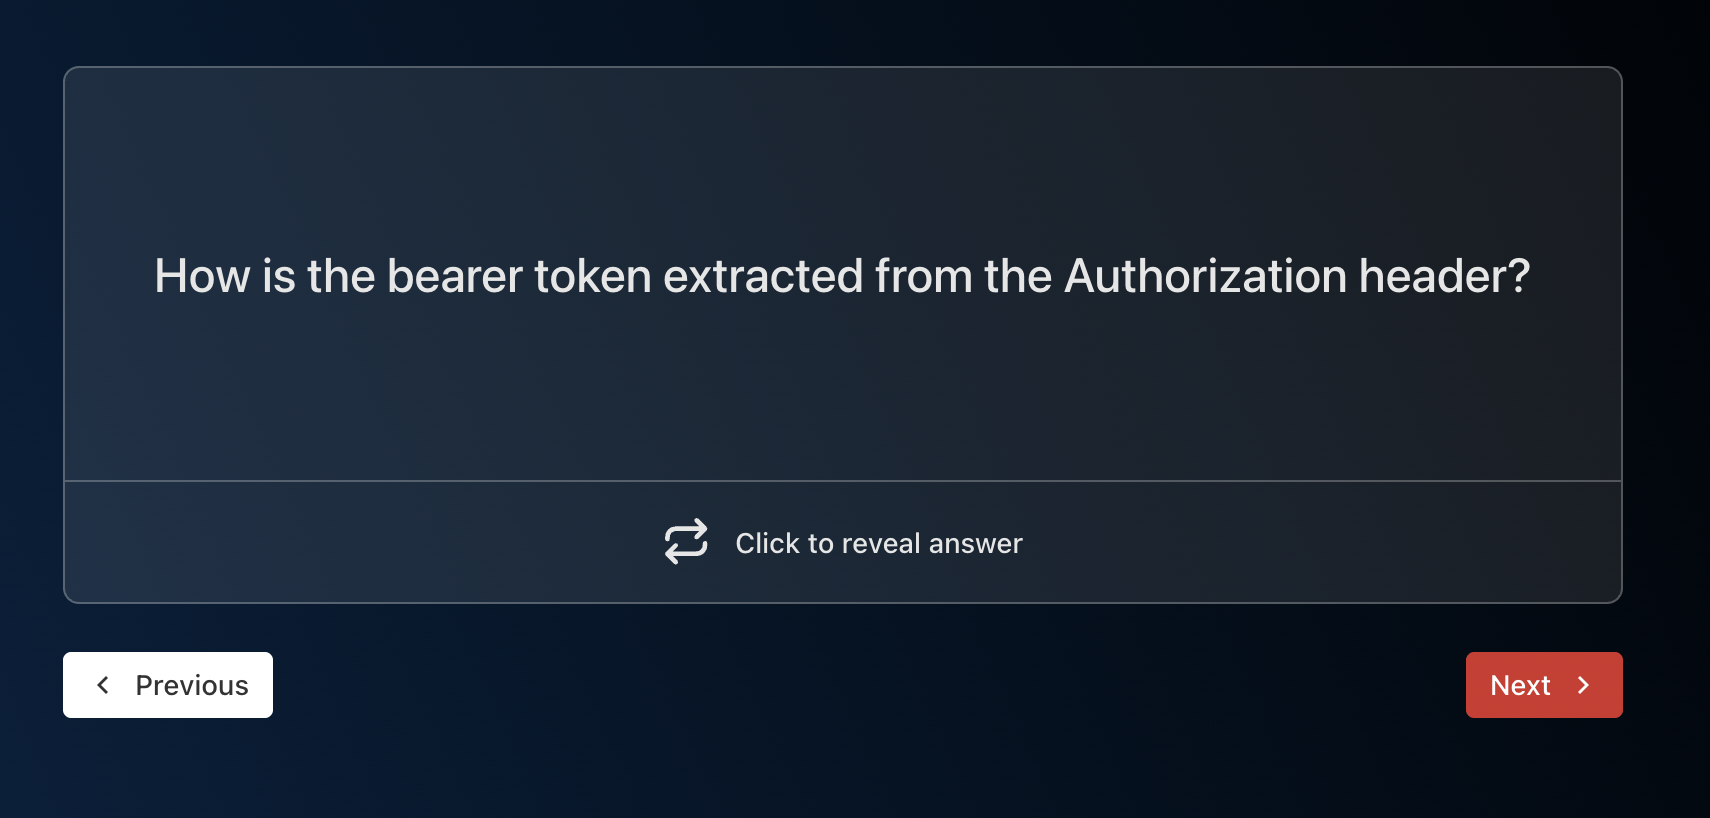 How is the bearer token extracted from the Authorization header?
Click to reveal answer
Previous
Next